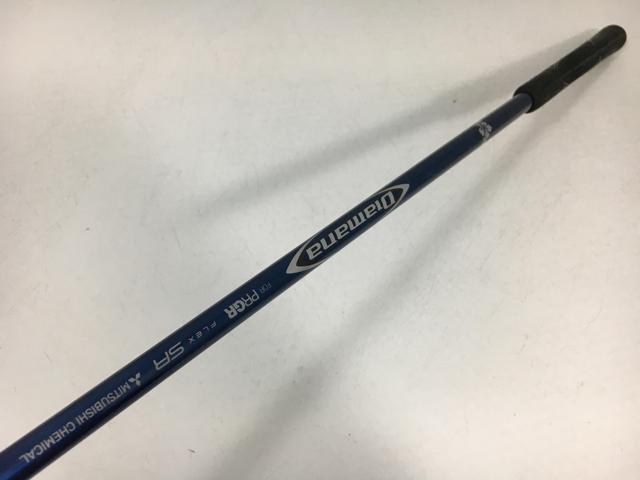 Diamana
FOR PRGR
FLEX SR
MITSUBISHI CHEMICAL